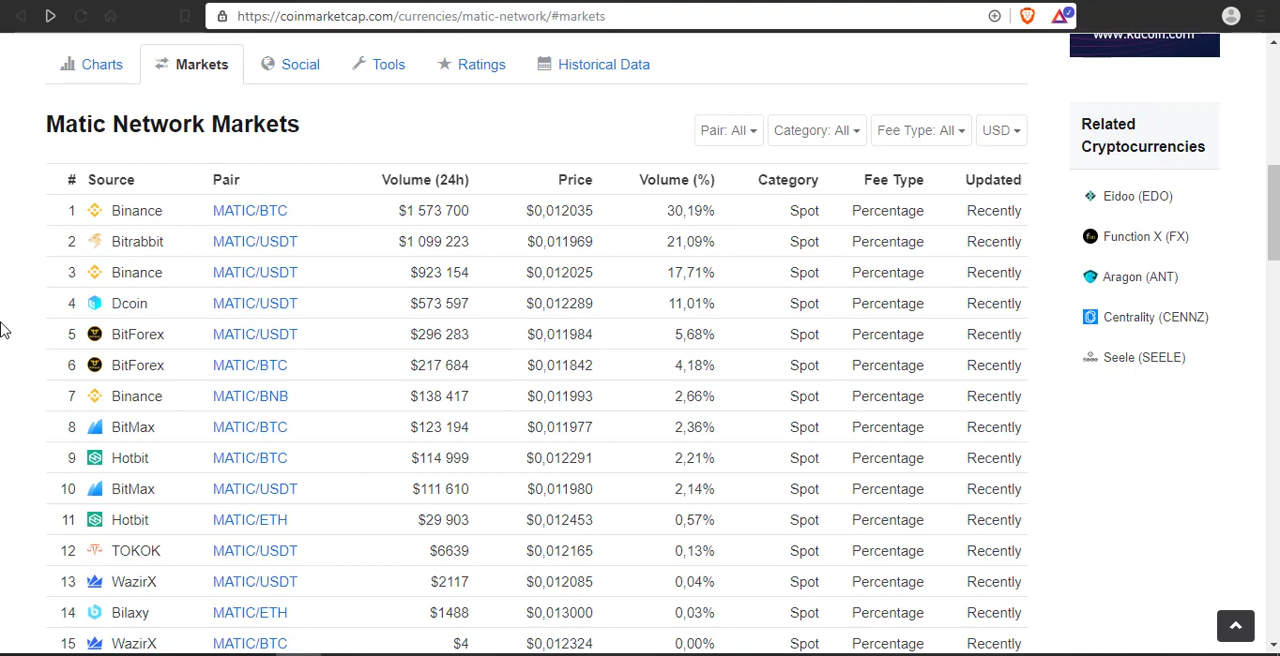 https://coinmarketcap.com/currencies/matic-network/#markets
www.kucoin.com
Charts Markets Social Tools Ratings Historical Data
Matic Network Markets
Pair: All Category: All Fee Type: All USD
# Source Pair Volume (24h) Price Volume (%) Category Fee Type Updated
1 Binance MATIC/BTC $1 573 700 $0,012035 30,19% Spot Percentage Recently
2 Bitrabbit MATIC/USDT $1 099 223 $0,011969 21,09% Spot Percentage Recently
3 Binance MATIC/USDT $923 154 $0,012025 17,71% Spot Percentage Recently
4 Dcoin MATIC/USDT $573 597 $0,012289 11,01% Spot Percentage Recently
5 BitForex MATIC/USDT $296 283 $0,011984 5,68% Spot Percentage Recently
6 BitForex MATIC/BTC $217 684 $0,011842 4,18% Spot Percentage Recently
7 Binance MATIC/BNB $138 417 $0,011993 2,66% Spot Percentage Recently
8 BitMax MATIC/BTC $123 194 $0,011977 2,36% Spot Percentage Recently
9 Hotbit MATIC/BTC $114 999 $0,012291 2,21% Spot Percentage Recently
10 BitMax MATIC/USDT $111 610 $0,011980 2,14% Spot Percentage Recently
11 Hotbit MATIC/ETH $29 903 $0,012453 0,57% Spot Percentage Recently
12 TOKOK MATIC/USDT $6639 $0,012165 0,13% Spot Percentage Recently
13 WazirX MATIC/USDT $2117 $0,012085 0,04% Spot Percentage Recently
14 Bilaxy MATIC/ETH $1488 $0,013000 0,03% Spot Percentage Recently
15 WazirX MATIC/BTC $4 $0,012324 0,00% Spot Percentage Recently
Related
Cryptocurrencies
Eidoo (EDO)
Function X (FX)
Aragon (ANT)
Centrality (CENNZ)
Seele (SEELE)